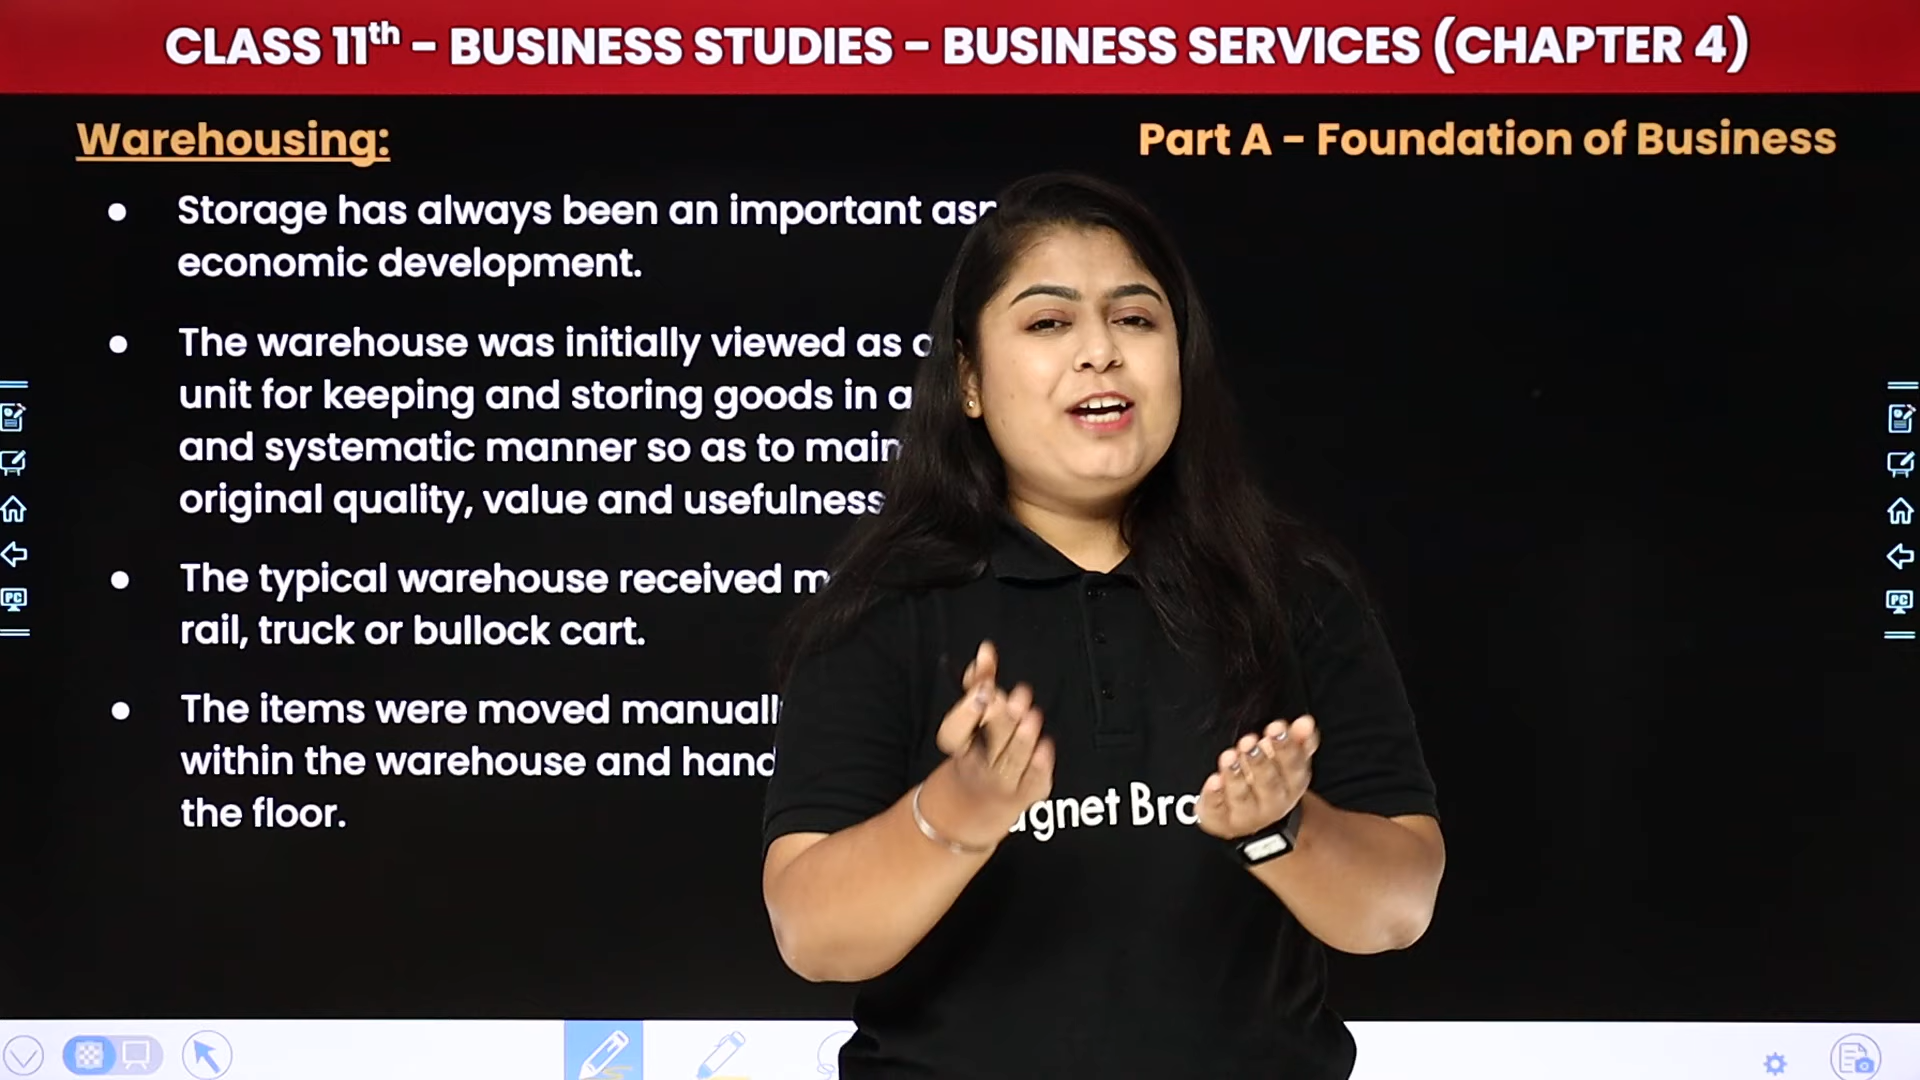 CLASS 11th - BUSINESS STUDIES - BUSINESS SERVICES (CHAPTER 4)
Warehousing:
Part A - Foundation of Business
● Storage has always been an important
economic development.
● The warehouse was initially viewed as
unit for keeping and storing goods in
and systematic manner so as to
original quality, value and usefulness
● The typical warehouse received
rail, truck or bullock cart.
● The items were moved
within the warehouse and
the floor.
PC
PC